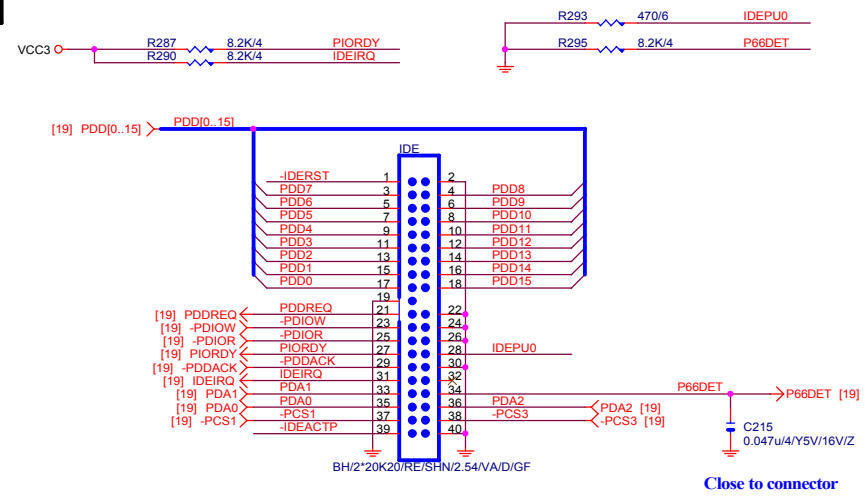 R293 470/6 IDEPU0
VCC3 R287 8.2K/4 PIORDY
R295 8.2K/4 P66DET
R290 8.2K/4 IDEIRQ
[19] PDD[0..15] PDD[0..15]
IDE
-IDERST 1 2
PDD7 3 4 PDD8
PDD6 5 6 PDD9
PDD5 7 8 PDD10
PDD4 9 10 PDD11
PDD3 11 12 PDD12
PDD2 13 14 PDD13
PDD1 15 16 PDD14
PDD0 17 18 PDD15
19
[19] PDDREQ PDDREQ 21 22
[19] -PDIOW -PDIOW 23 24
[19] -PDIOR -PDIOR 25 26
[19] PIORDY PIORDY 27 28 IDEPU0
[19] -PDDACK -PDDACK 29 30
[19] IDEIRQ IDEIRQ 31 32
[19] PDA1 PDA1 33 34 P66DET P66DET [19]
[19] PDA0 PDA0 35 36 PDA2 PDA2 [19]
[19] -PCS1 -PCS1 37 38 -PCS3 -PCS3 [19]
-IDEACTP 39 40
C215
0.047u/4/Y5V/16V/Z
BH/2*20K20/RE/SHN/2.54/VA/D/GF
Close to connector